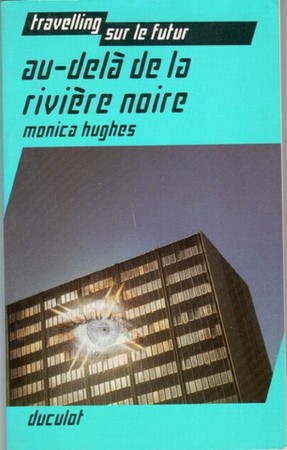 travelling
sur le futur
au-delà de la
rivière noire
monica hughes
duculot